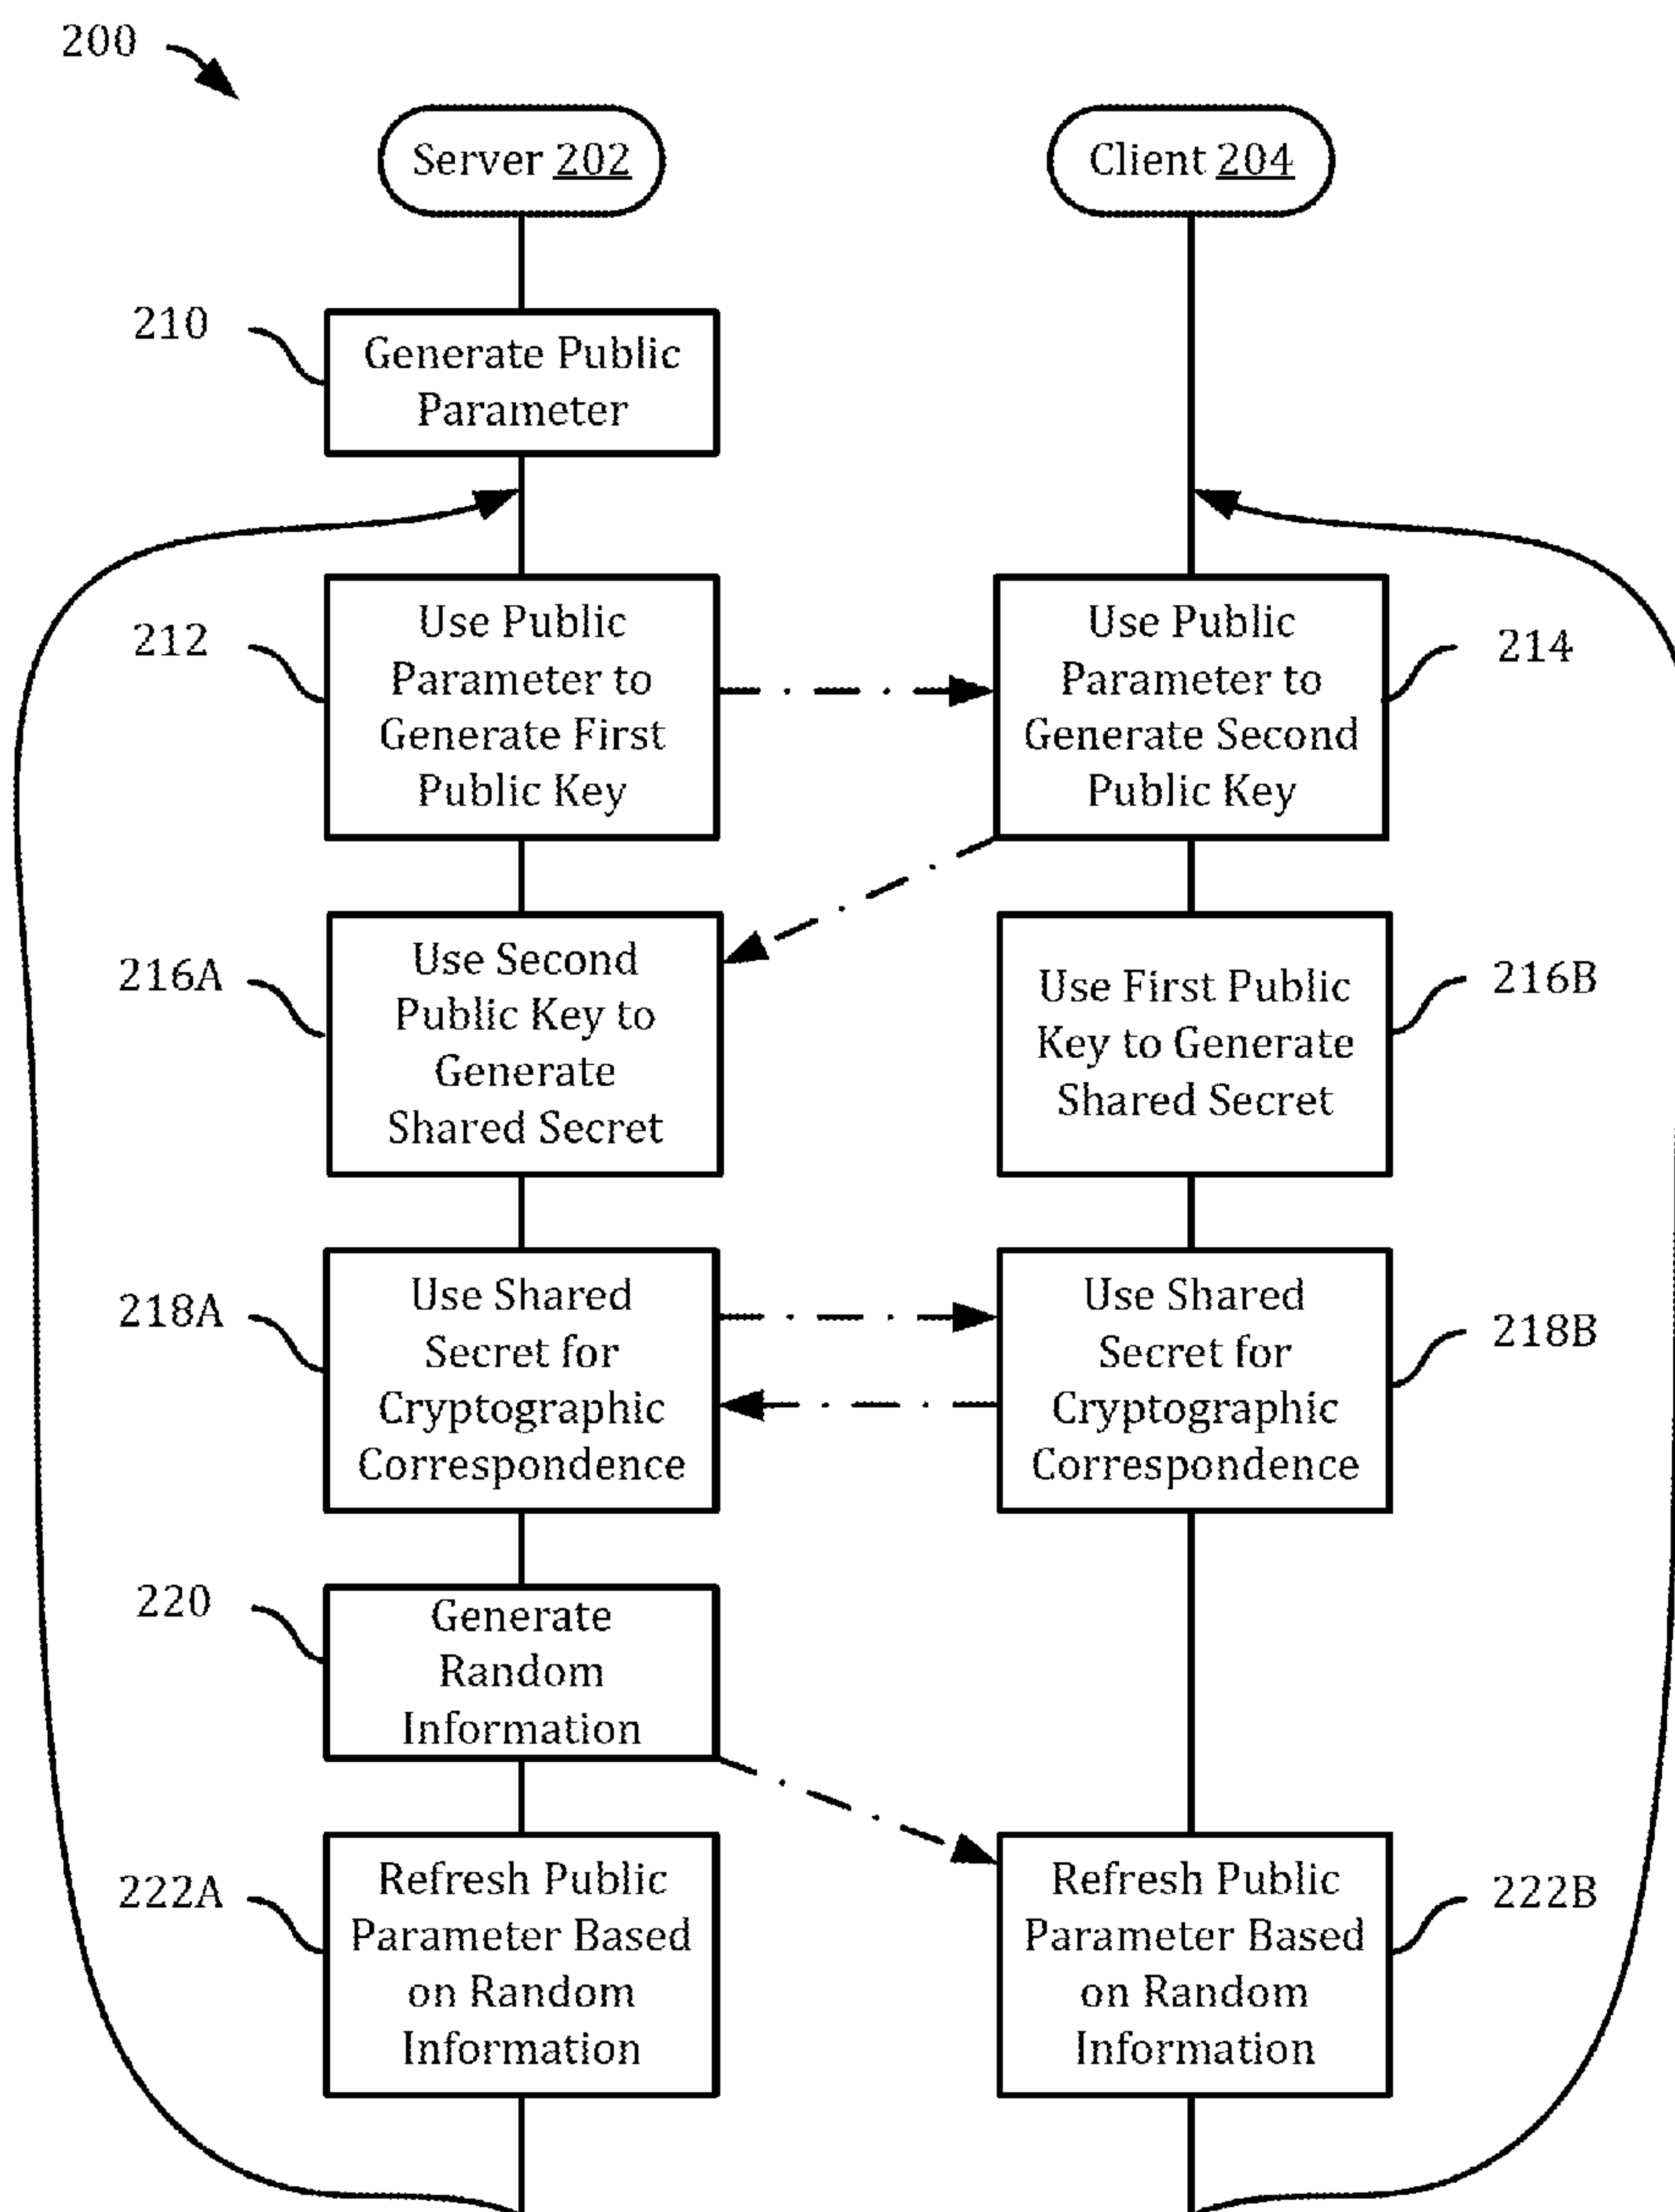 200
Server 202
Client 204
210
Generate Public
Parameter
212
Use Public
Parameter to
Generate First
Public Key
Use Public
Parameter to
Generate Second
Public Key
214
216A
Use Second
Public Key to
Generate
Shared Secret
Use First Public
Key to Generate
Shared Secret
216B
218A
Use Shared
Secret for
Cryptographic
Correspondence
Use Shared
Secret for
Cryptographic
Correspondence
218B
220
Generate
Random
Information
222A
Refresh Public
Parameter Based
on Random
Information
Refresh Public
Parameter Based
on Random
Information
222B